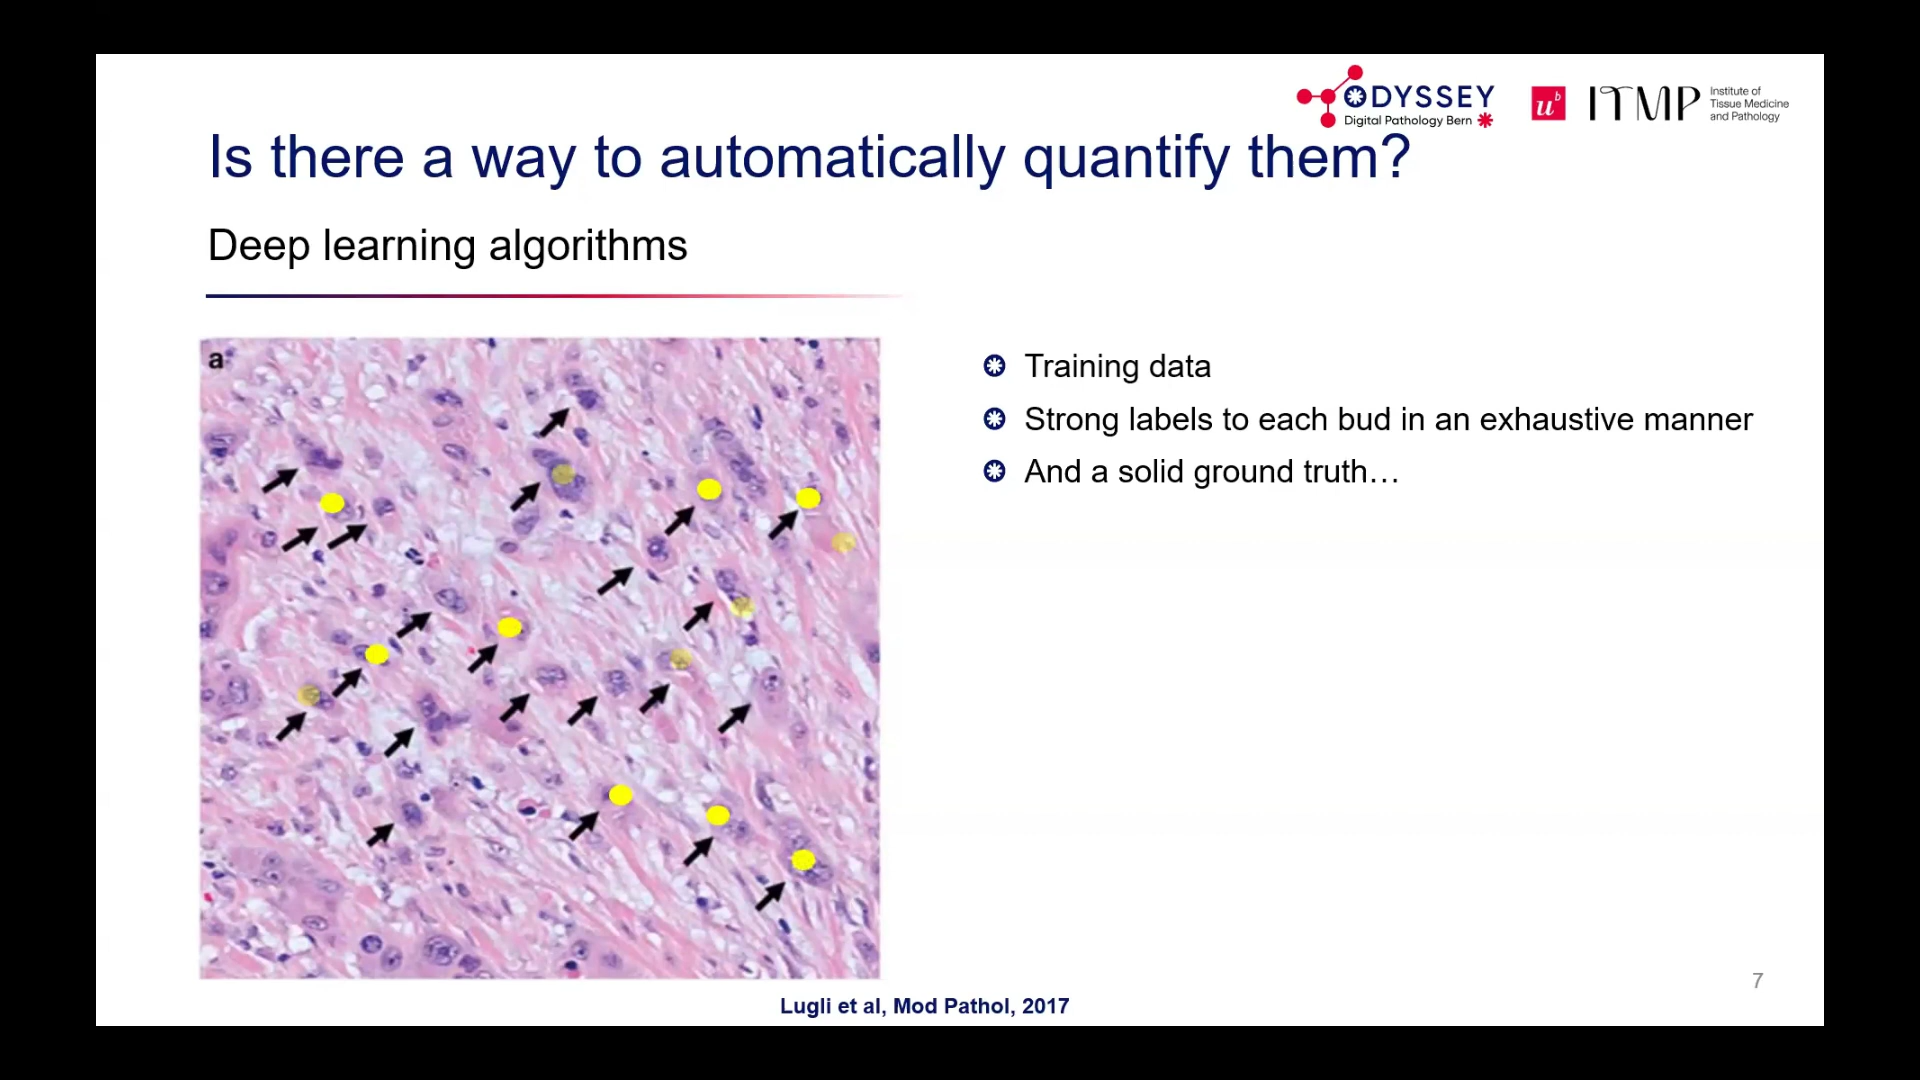 ODYSSEY
Digital Pathology Bern
u^b
ITMP
Institute of
Tissue Medicine
and Pathology
Is there a way to automatically quantify them?
Deep learning algorithms
a
Training data
Strong labels to each bud in an exhaustive manner
And a solid ground truth…
7
Lugli et al, Mod Pathol, 2017